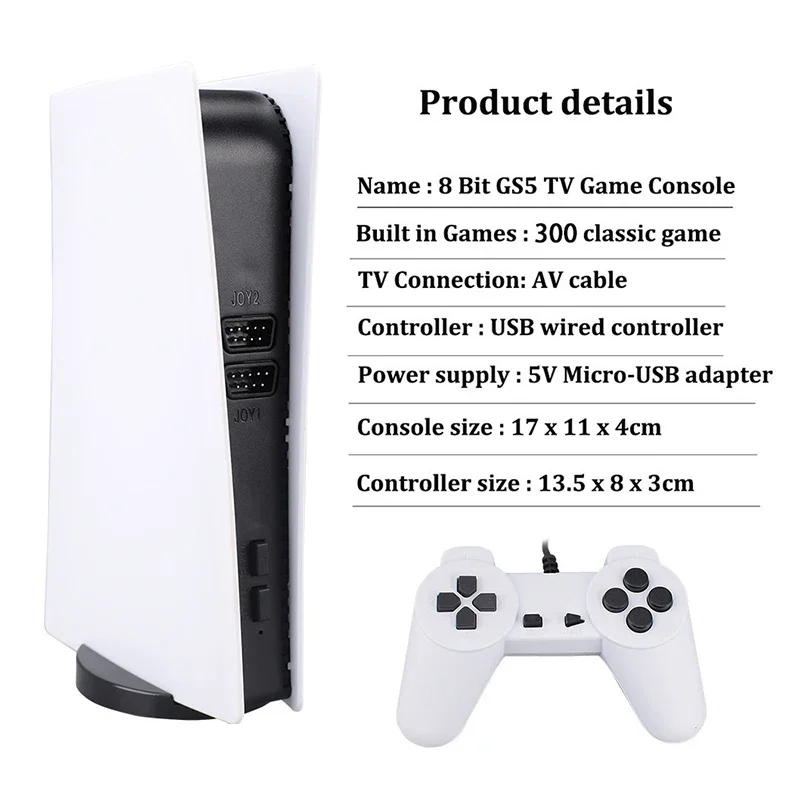 Product details
Name : 8 Bit GS5 TV Game Console
Built in Games : 300 classic game
TV Connection: AV cable
Controller : USB wired controller
Power supply : 5V Micro-USB adapter
Console size : 17 x 11 x 4cm
Controller size : 13.5 x 8 x 3cm
JOY2
JOY1